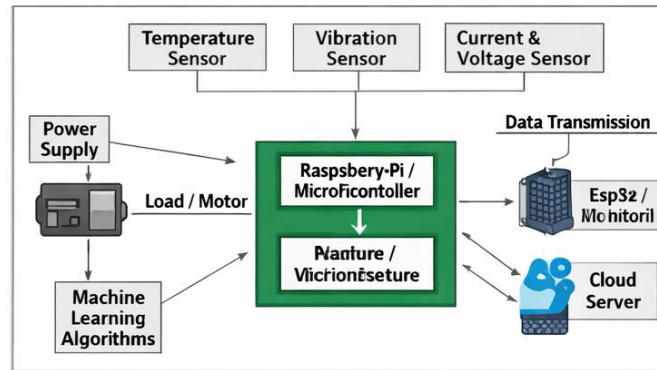 Temperature
Sensor
Vibration
Sensor
Current &
Voltage Sensor
Power
Supply
Data Transmission
Load / Motor
Raspsbery-Pi /
Esp32 /
Cloud
Server
Machine
Learning
Algorithms